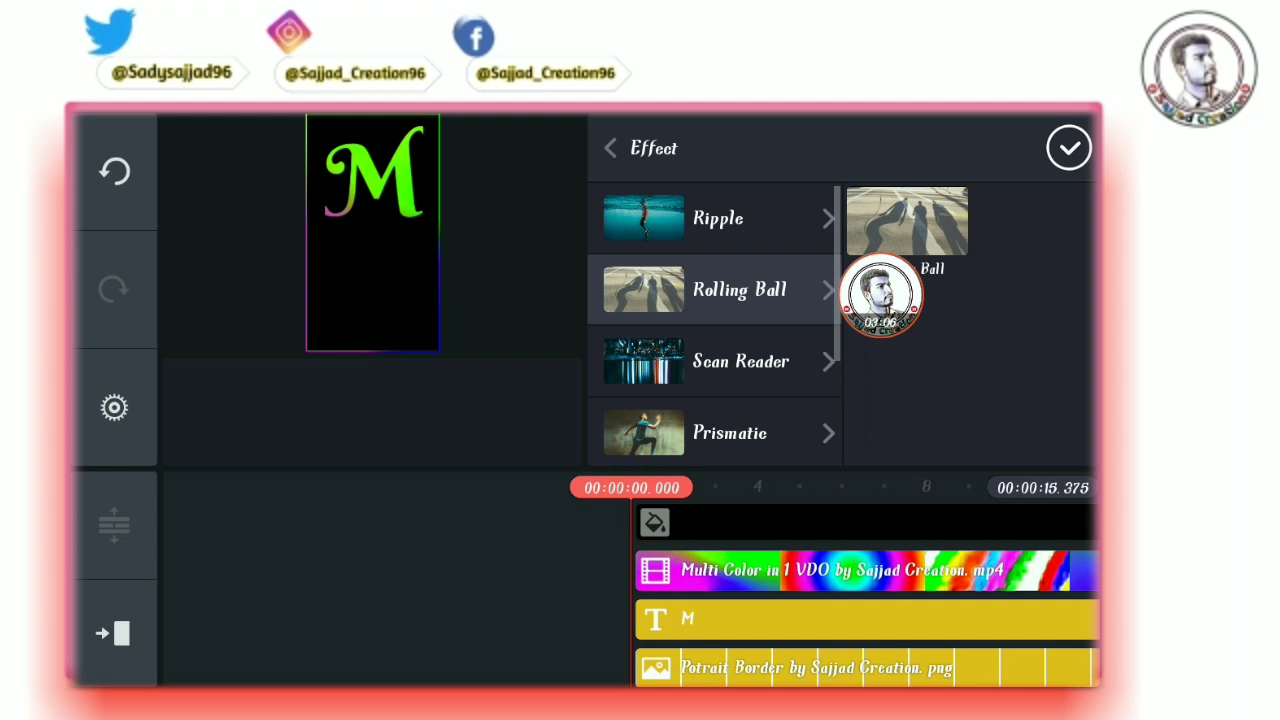 @Sadysajjad96
@Sajjad_Creation96
@Sajjad_Creation96
Sajjad Creation
M
Effect
Ripple
Rolling Ball
Scan Reader
Prismatic
Ball
03:06
00:00:00.000
4
8
00:00:15.375
Multi Color in 1 VDO by Sajjad Creation.mp4
M
Potrait Border by Sajjad Creation.png